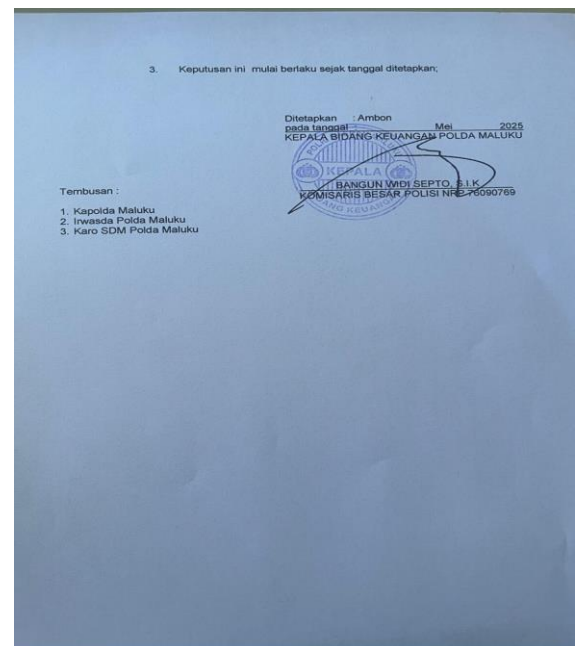 3. Keputusan ini mulai berlaku sejak tanggal ditetapkan;
Ditetapkan : Ambon
pada tanggal Mei 2025
KEPALA BIDANG KEUANGAN POLDA MALUKU
KEPALA
BANGUN WIDI SEPTO, S.I.K
KOMISARIS BESAR POLISI NRP 76090769
Tembusan :
1. Kapolda Maluku
2. Irwasda Polda Maluku
3. Karo SDM Polda Maluku